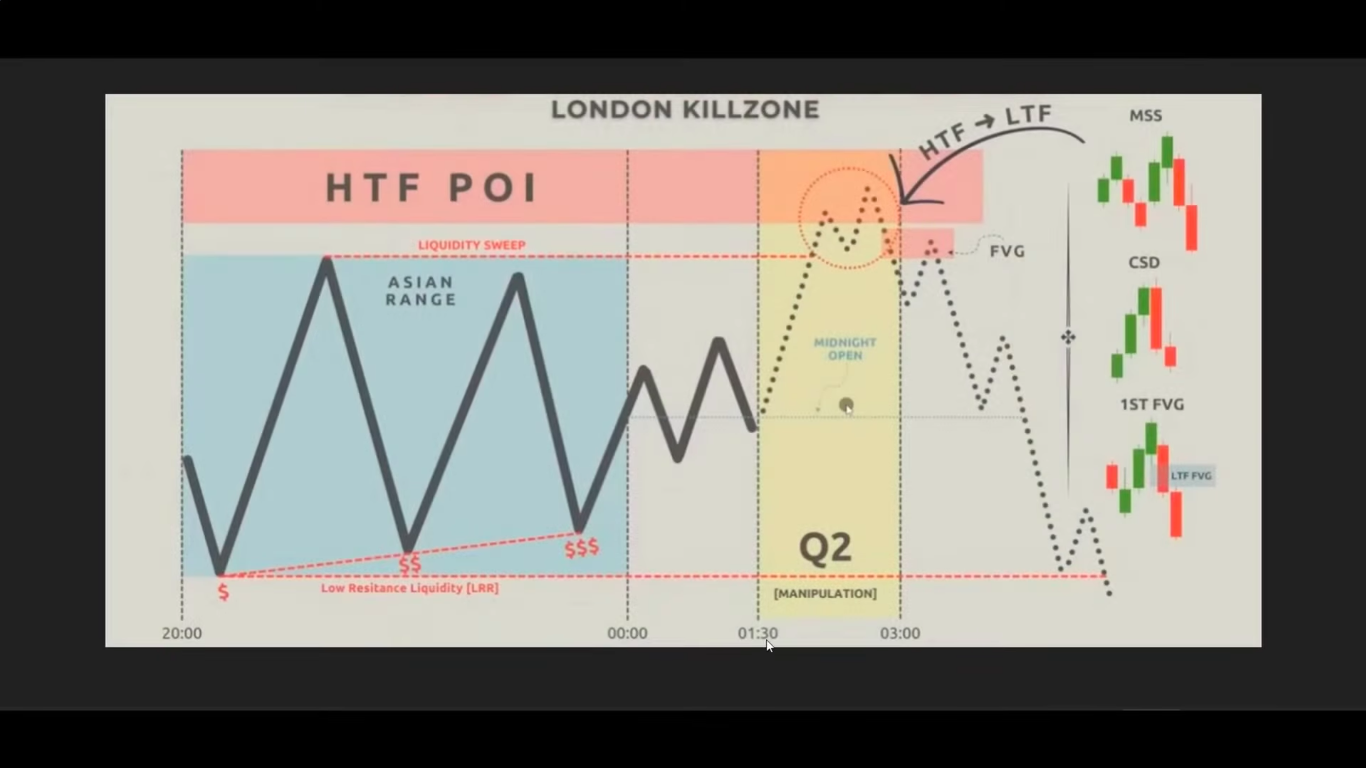 LONDON KILLZONE
HTF → LTF
MSS
HTF POI
LIQUIDITY SWEEP
FVG
ASIAN
RANGE
CSD
MIDNIGHT
OPEN
1ST FVG
LTF FVG
Q2
$
$$
$$$
Low Resitance Liquidity [LRR]
[MANIPULATION]
20:00
00:00
01:30
03:00